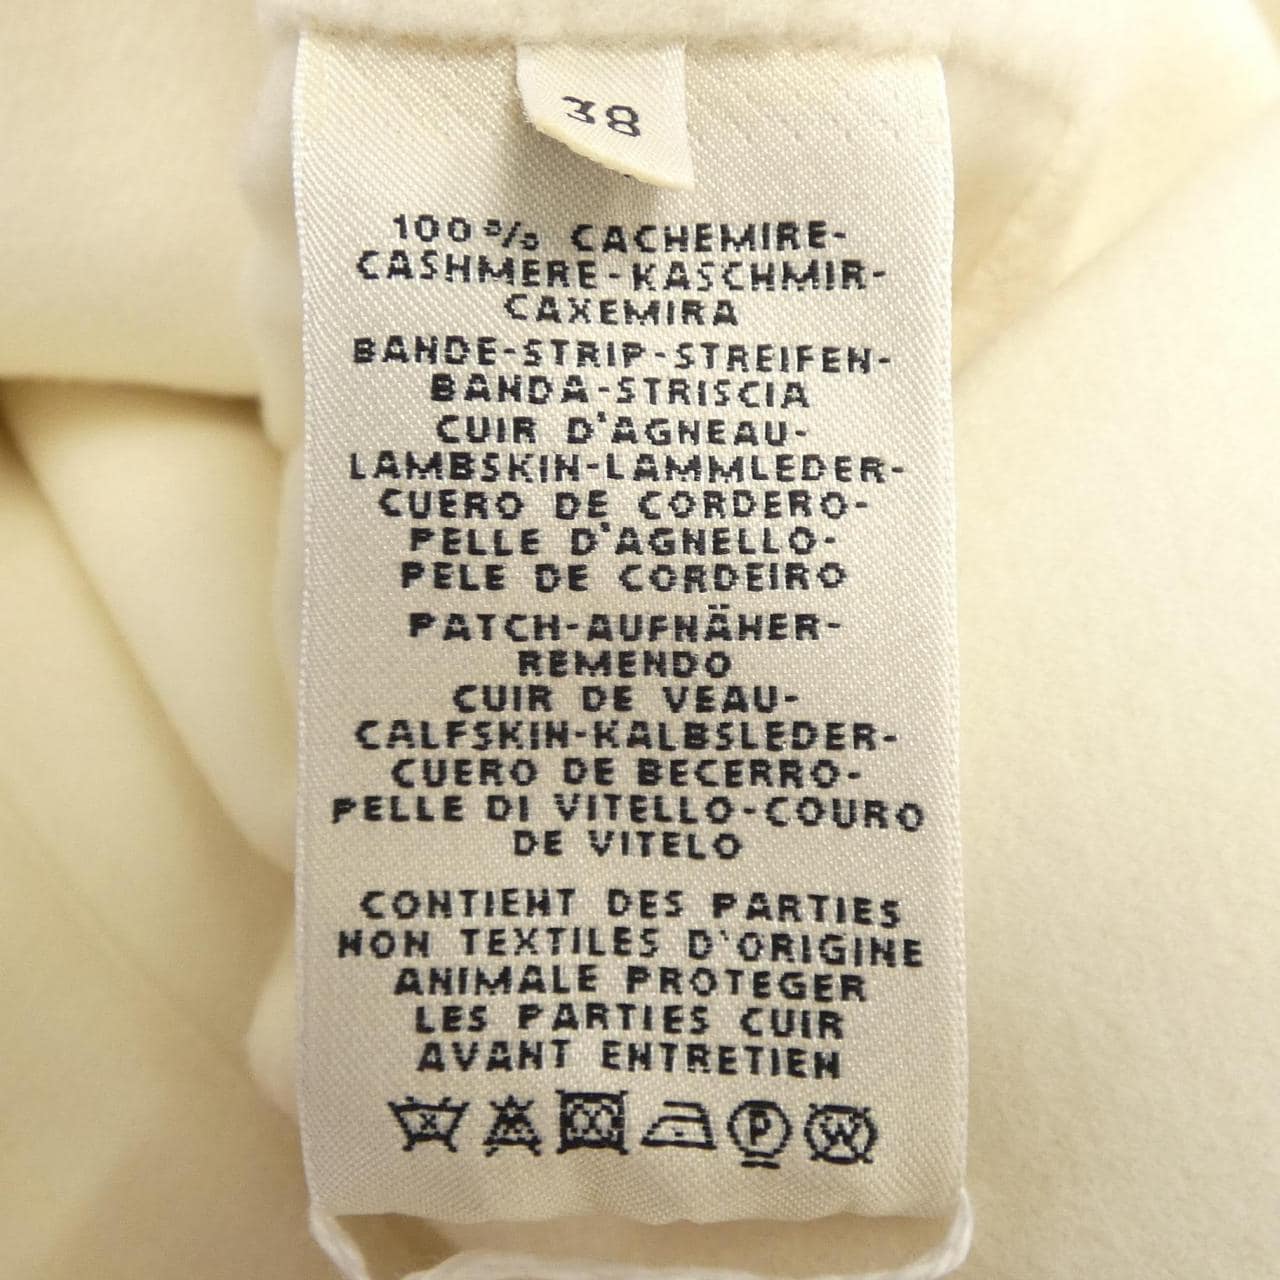 38
100 % CACHEMIRE-
CASHMERE-KASCHMIR-
CAXEMIRA
BANDE-STRIP-STREIFEN-
BANDA-STRISCIA
CUIR D'AGNEAU-
LAMBSKIN-LAMMLEDER-
CUERO DE CORDERO-
PELLE D'AGNELLO-
PELE DE CORDEIRO
PATCH-AUFNÄHER-
REMENDO
CUIR DE VEAU-
CALFSKIN-KALBSLEDER-
CUERO DE BECERRO-
PELLE DI VITELLO-COURO
DE VITELO
CONTIENT DES PARTIES
NON TEXTILES D'ORIGINE
ANIMALE PROTEGER
LES PARTIES CUIR
AVANT ENTRETIEN
P W